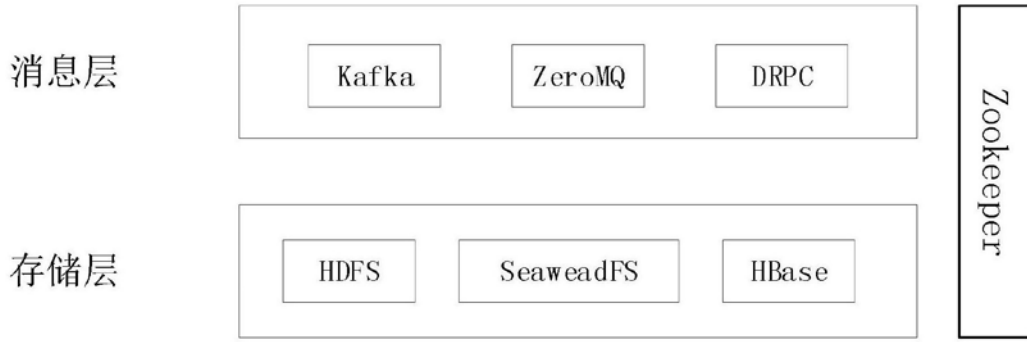 消息层
Kafka
ZeroMQ
DRPC
存储层
HDFS
SeaweadFS
HBase
Zookeeper